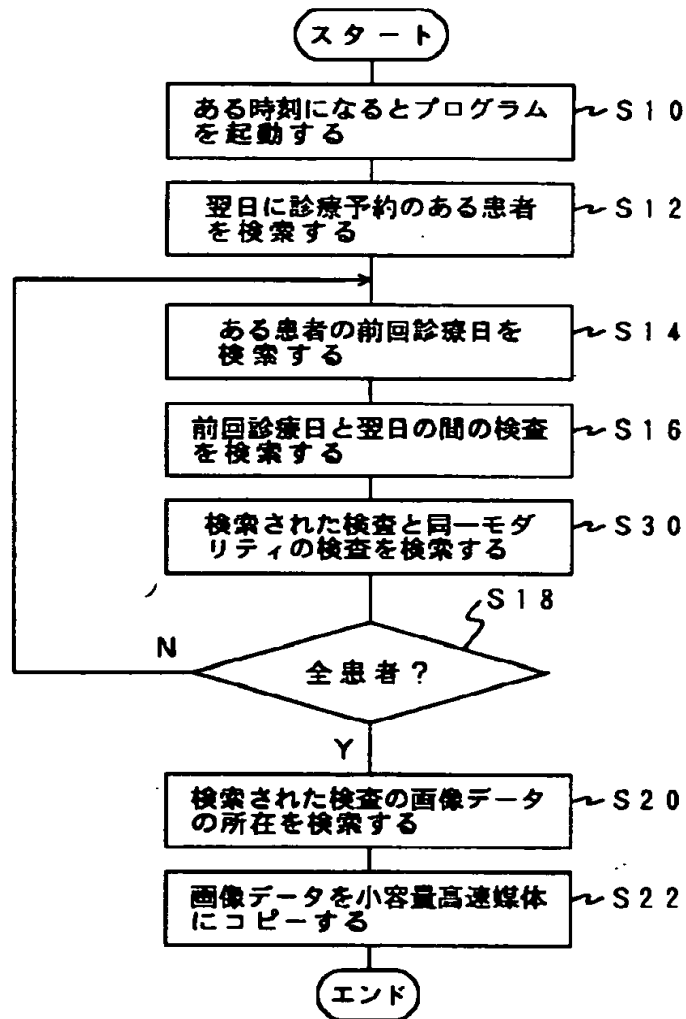 スタート
ある時刻になるとプログラム
を起動する
S10
翌日に診療予約のある患者
を検索する
S12
ある患者の前回診療日を
検索する
S14
前回診療日と翌日の間の検査
を検索する
S16
検索された検査と同一モダ
リティの検査を検索する
S30
S18
N
全患者?
Y
検索された検査の画像データ
の所在を検索する
S20
画像データを小容量高速媒体
にコピーする
S22
エンド